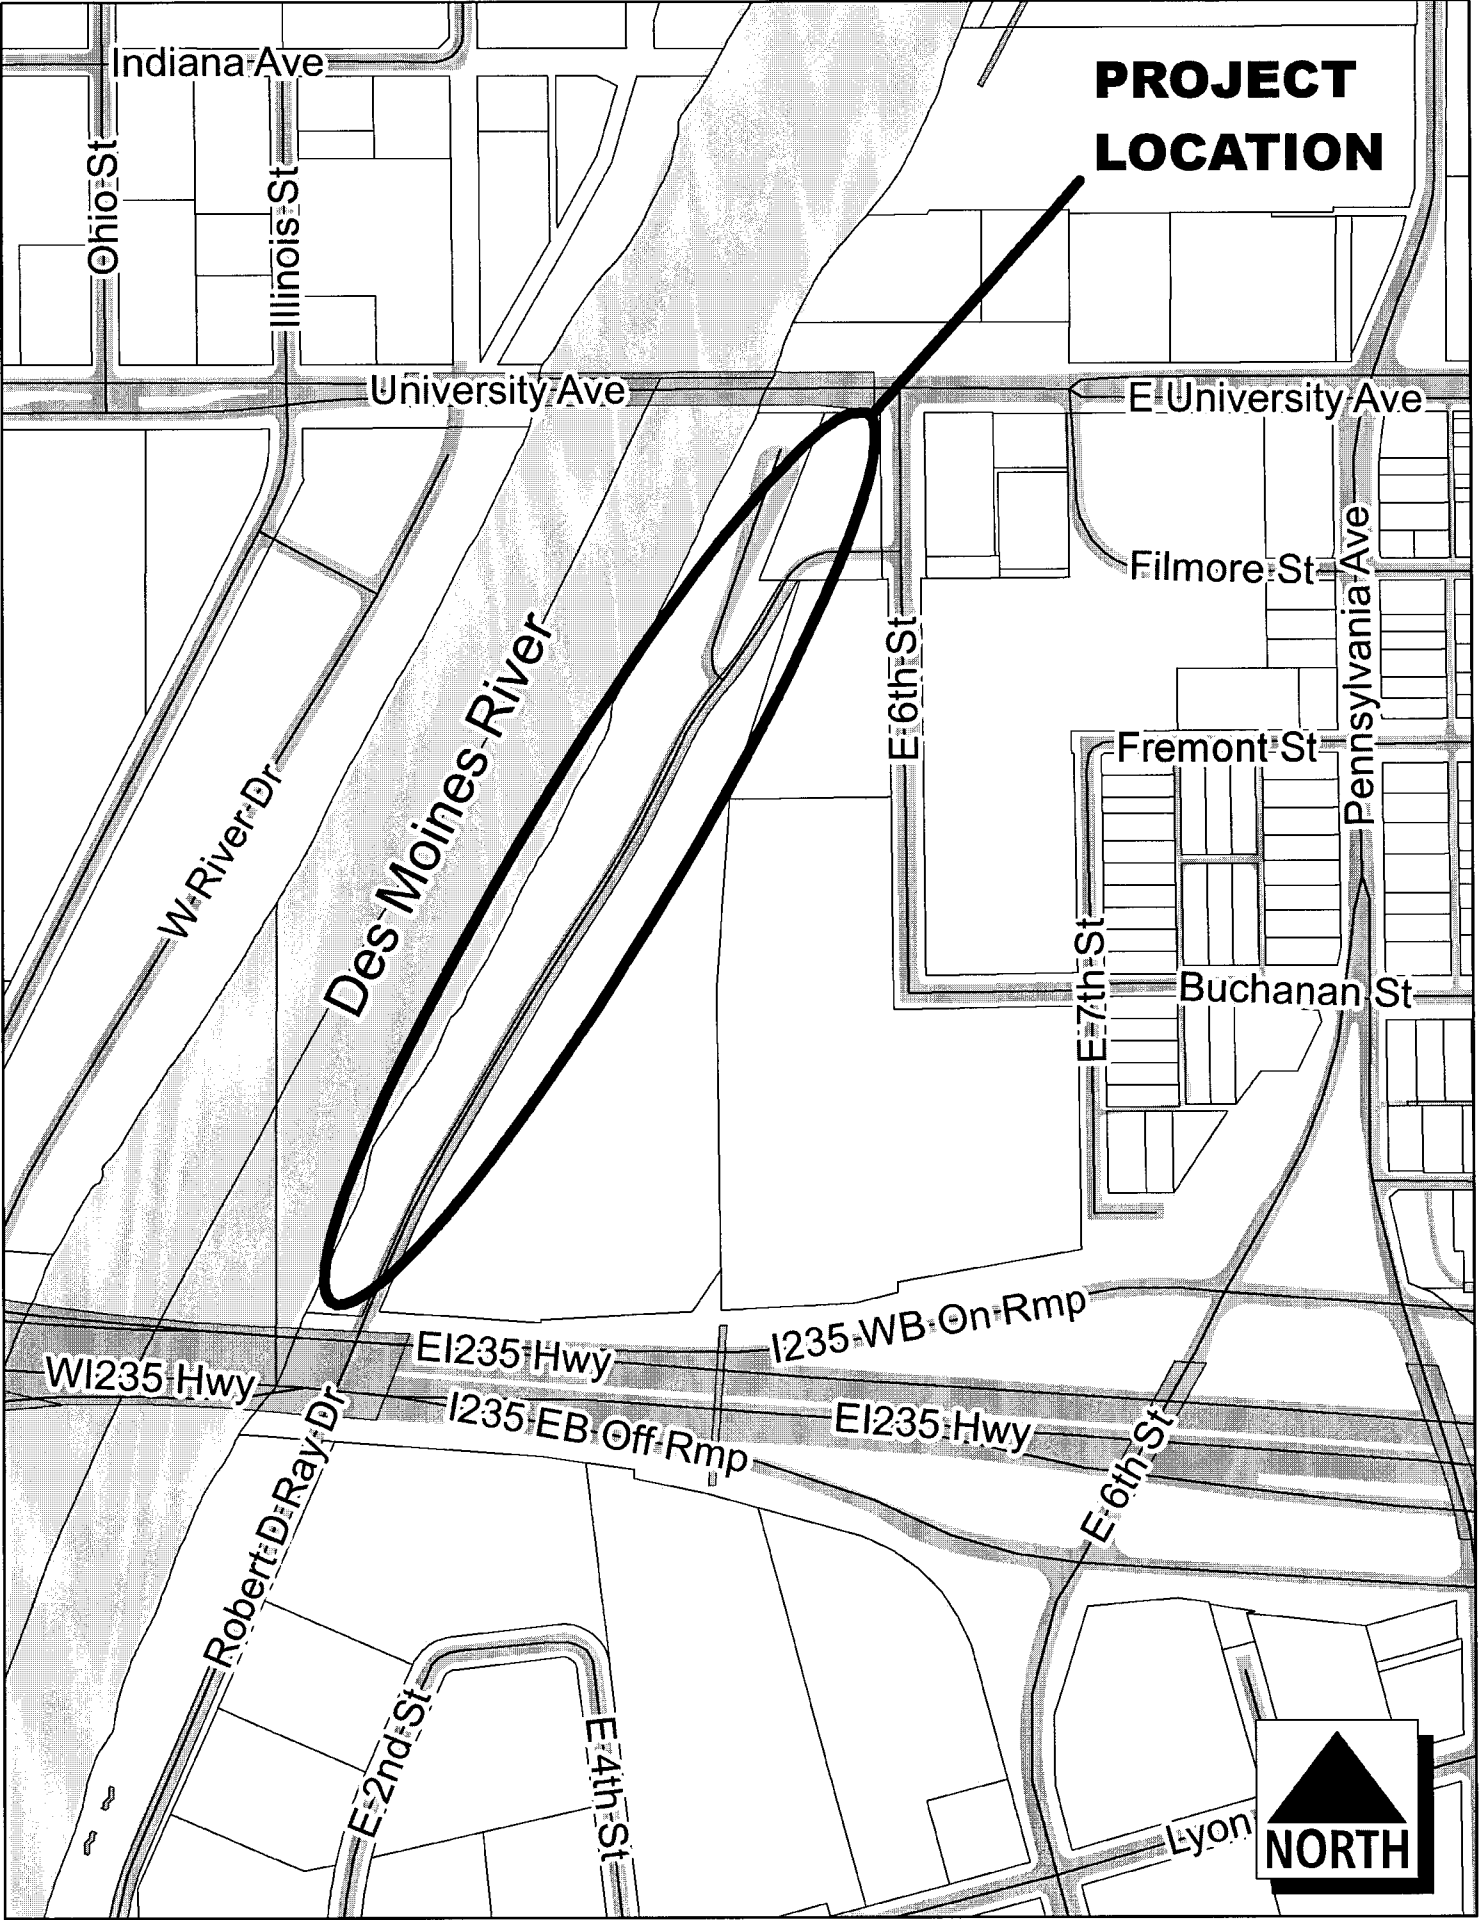 Indiana Ave
PROJECT
LOCATION
Ohio St
Illinois St
University Ave
E University Ave
Filmore St
Pennsylvania Ave
E 6th St
Des Moines River
Fremont St
W River Dr
E 7th St
Buchanan St
I235 WB On Rmp
EI235 Hwy
WI235 Hwy
I235 EB Off Rmp
EI235 Hwy
Robert D Ray Dr
E 6th St
E 2nd St
E 4th St
Lyon
NORTH